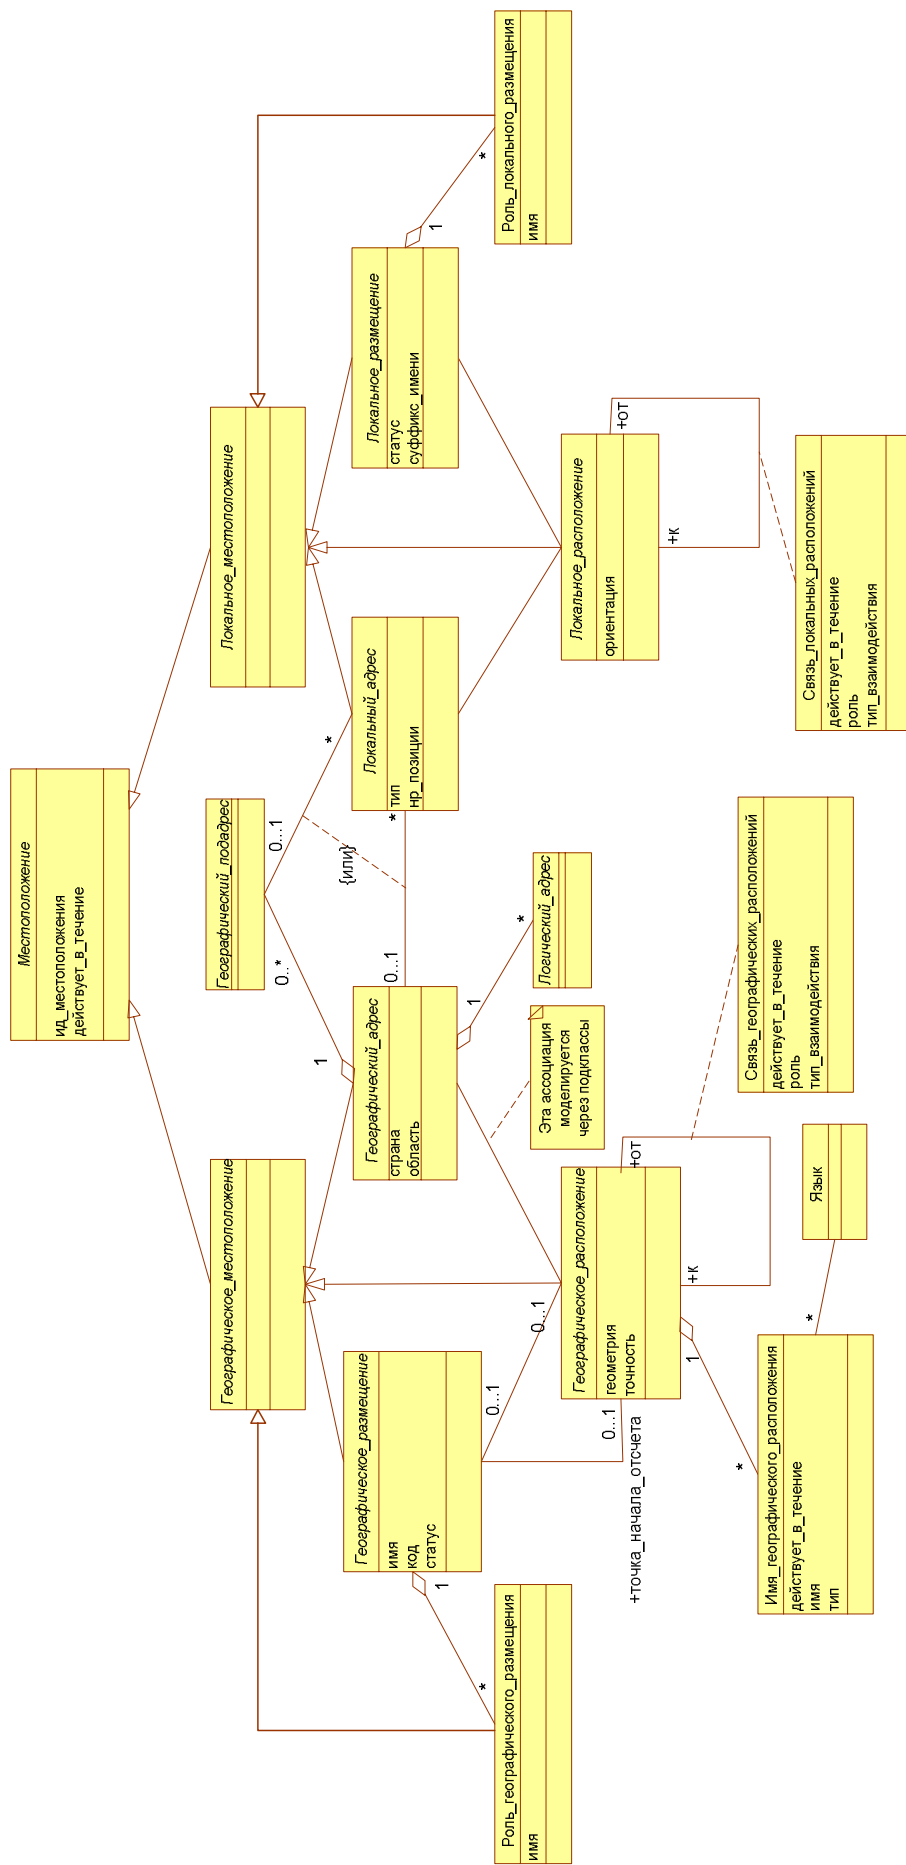 Местоположение
ид_местоположения
действует_в_течение
Географическое_местоположение
Географический_подадрес
Локальное_местоположение
Роль_географического_размещения
имя
1
*
Географическое_размещение
имя
код
статус
0...1
0...1
0...1
+точка_начала_отсчета
Географический_адрес
страна
область
1
0..*
0...1
*
{или}
0...1
*
Локальный_адрес
тип
нр_позиции
Локальное_размещение
статус
суффикс_имени
1
*
Роль_локального_размещения
имя
1
*
Логический_адрес
Эта ассоциация
моделируется
через подклассы
Географическое_расположение
геометрия
точность
+от
+к
1
*
Локальное_расположение
ориентация
+от
+к
Имя_географического_расположения
действует_в_течение
имя
тип
*
Язык
Связь_географических_расположений
действует_в_течение
роль
тип_взаимодействия
Связь_локальных_расположений
действует_в_течение
роль
тип_взаимодействия